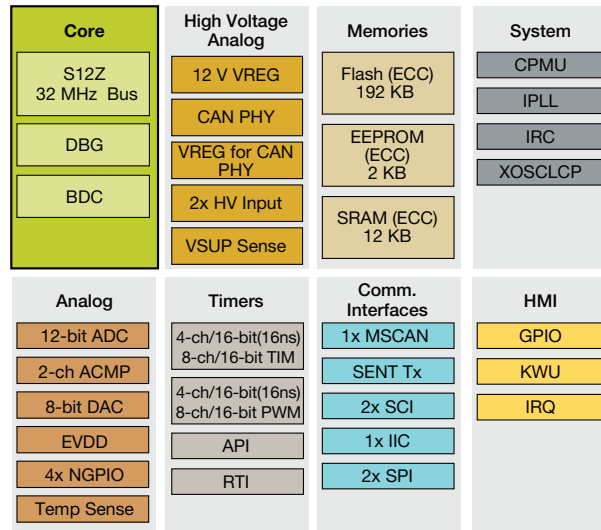 Core
S12Z
32 MHz Bus
DBG
BDC
High Voltage
Analog
12 V VREG
CAN PHY
VREG for CAN
PHY
2x HV Input
VSUP Sense
Memories
Flash (ECC)
192 KB
EEPROM
(ECC)
2 KB
SRAM (ECC)
12 KB
System
CPMU
IPLL
IRC
XOSCLCP
Analog
12-bit ADC
2-ch ACMP
8-bit DAC
EVDD
4x NGPIO
Temp Sense
Timers
4-ch/16-bit(16ns)
8-ch/16-bit TIM
4-ch/16-bit(16ns)
8-ch/16-bit PWM
API
RTI
Comm.
Interfaces
1x MSCAN
SENT Tx
2x SCI
1x IIC
2x SPI
HMI
GPIO
KWU
IRQ